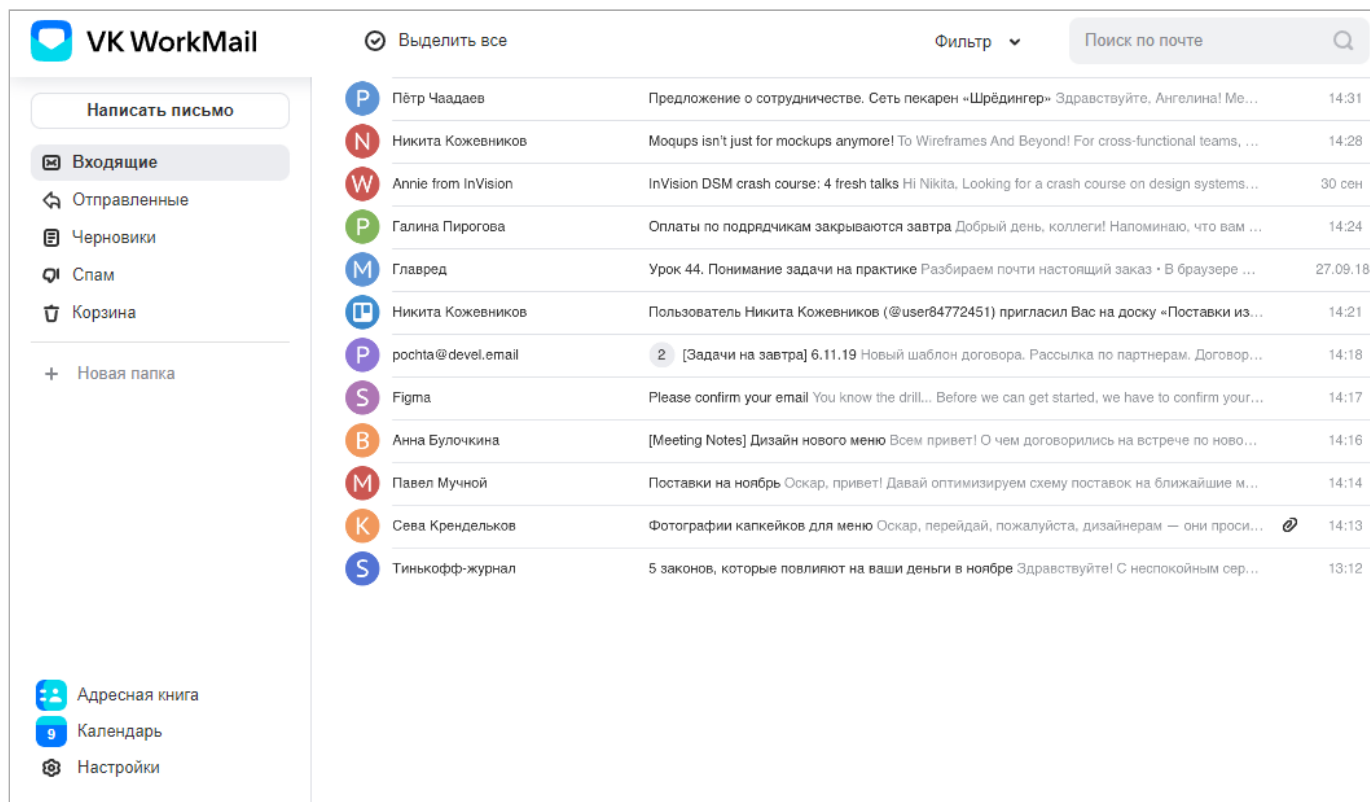 VK WorkMail
Выделить все
Фильтр
Поиск по почте
Написать письмо
Входящие
Отправленные
Черновики
Спам
Корзина
+ Новая папка
Адресная книга
9 Календарь
Настройки
P Пётр Чаадаев Предложение о сотрудничестве. Сеть пекарен «Шрёдингер» Здравствуйте, Ангелина! Ме... 14:31
N Никита Кожевников Moqups isn't just for mockups anymore! To Wireframes And Beyond! For cross-functional teams, ... 14:28
W Annie from InVision InVision DSM crash course: 4 fresh talks Hi Nikita, Looking for a crash course on design systems... 30 сен
P Галина Пирогова Оплаты по подрядчикам закрываются завтра Добрый день, коллеги! Напоминаю, что вам ... 14:24
M Главред Урок 44. Понимание задачи на практике Разбираем почти настоящий заказ • В браузере ... 27.09.18
Никита Кожевников Пользователь Никита Кожевников (@user84772451) пригласил Вас на доску «Поставки из... 14:21
P pochta@devel.email 2 [Задачи на завтра] 6.11.19 Новый шаблон договора. Рассылка по партнерам. Договор... 14:18
S Figma Please confirm your email You know the drill... Before we can get started, we have to confirm your... 14:17
B Анна Булочкина [Meeting Notes] Дизайн нового меню Всем привет! О чем договорились на встрече по ново... 14:16
M Павел Мучной Поставки на ноябрь Оскар, привет! Давай оптимизируем схему поставок на ближайшие м... 14:14
K Сева Крендельков Фотографии капкейков для меню Оскар, перейдай, пожалуйста, дизайнерам — они проси... 14:13
S Тинькофф-журнал 5 законов, которые повлияют на ваши деньги в ноябре Здравствуйте! С неспокойным сер... 13:12